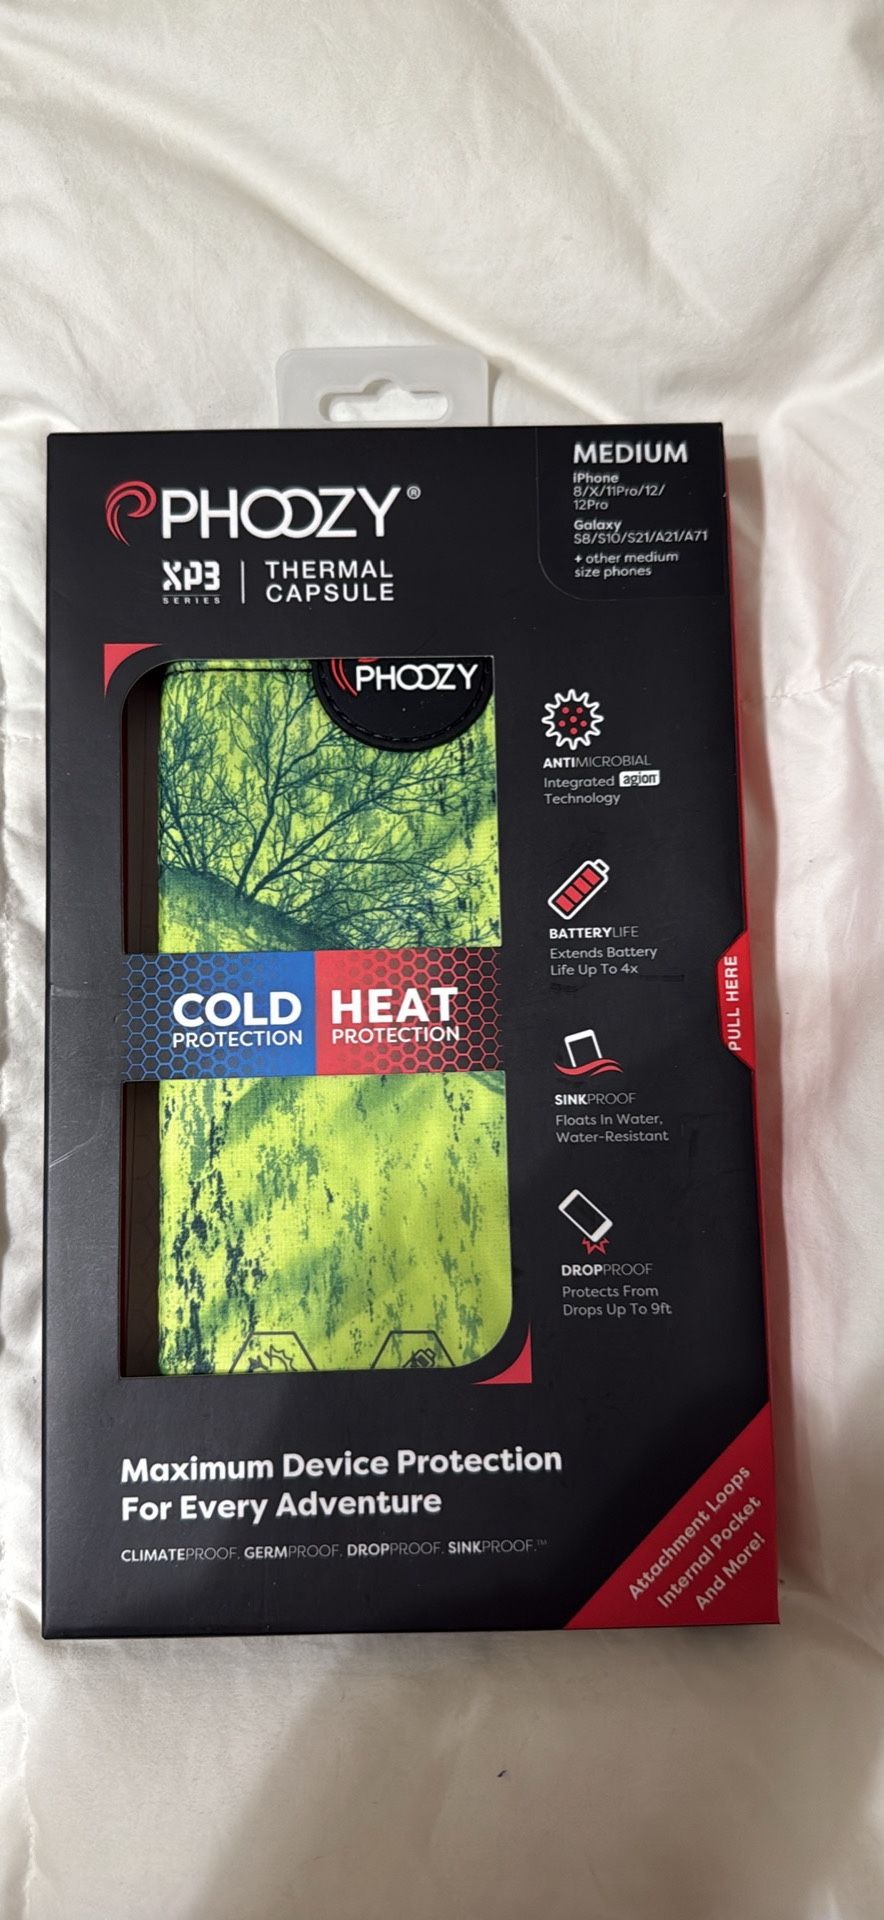 PHOOZY®
XP3
SERIES
THERMAL
CAPSULE
MEDIUM
iPhone
8/X/11Pro/12/
12Pro
Galaxy
S8/S10/S21/A21/A71
+ other medium
size phones
PHOOZY
COLD
PROTECTION
HEAT
PROTECTION
ANTIMICROBIAL
Integrated agion
Technology
BATTERYLIFE
Extends Battery
Life Up To 4x
PULL HERE
SINKPROOF
Floats In Water,
Water-Resistant
DROPPROOF
Protects From
Drops Up To 9ft
Maximum Device Protection
For Every Adventure
CLIMATEPROOF. GERMPROOF. DROPPROOF. SINKPROOF.™
Attachment Loops
Internal Pocket
And More!